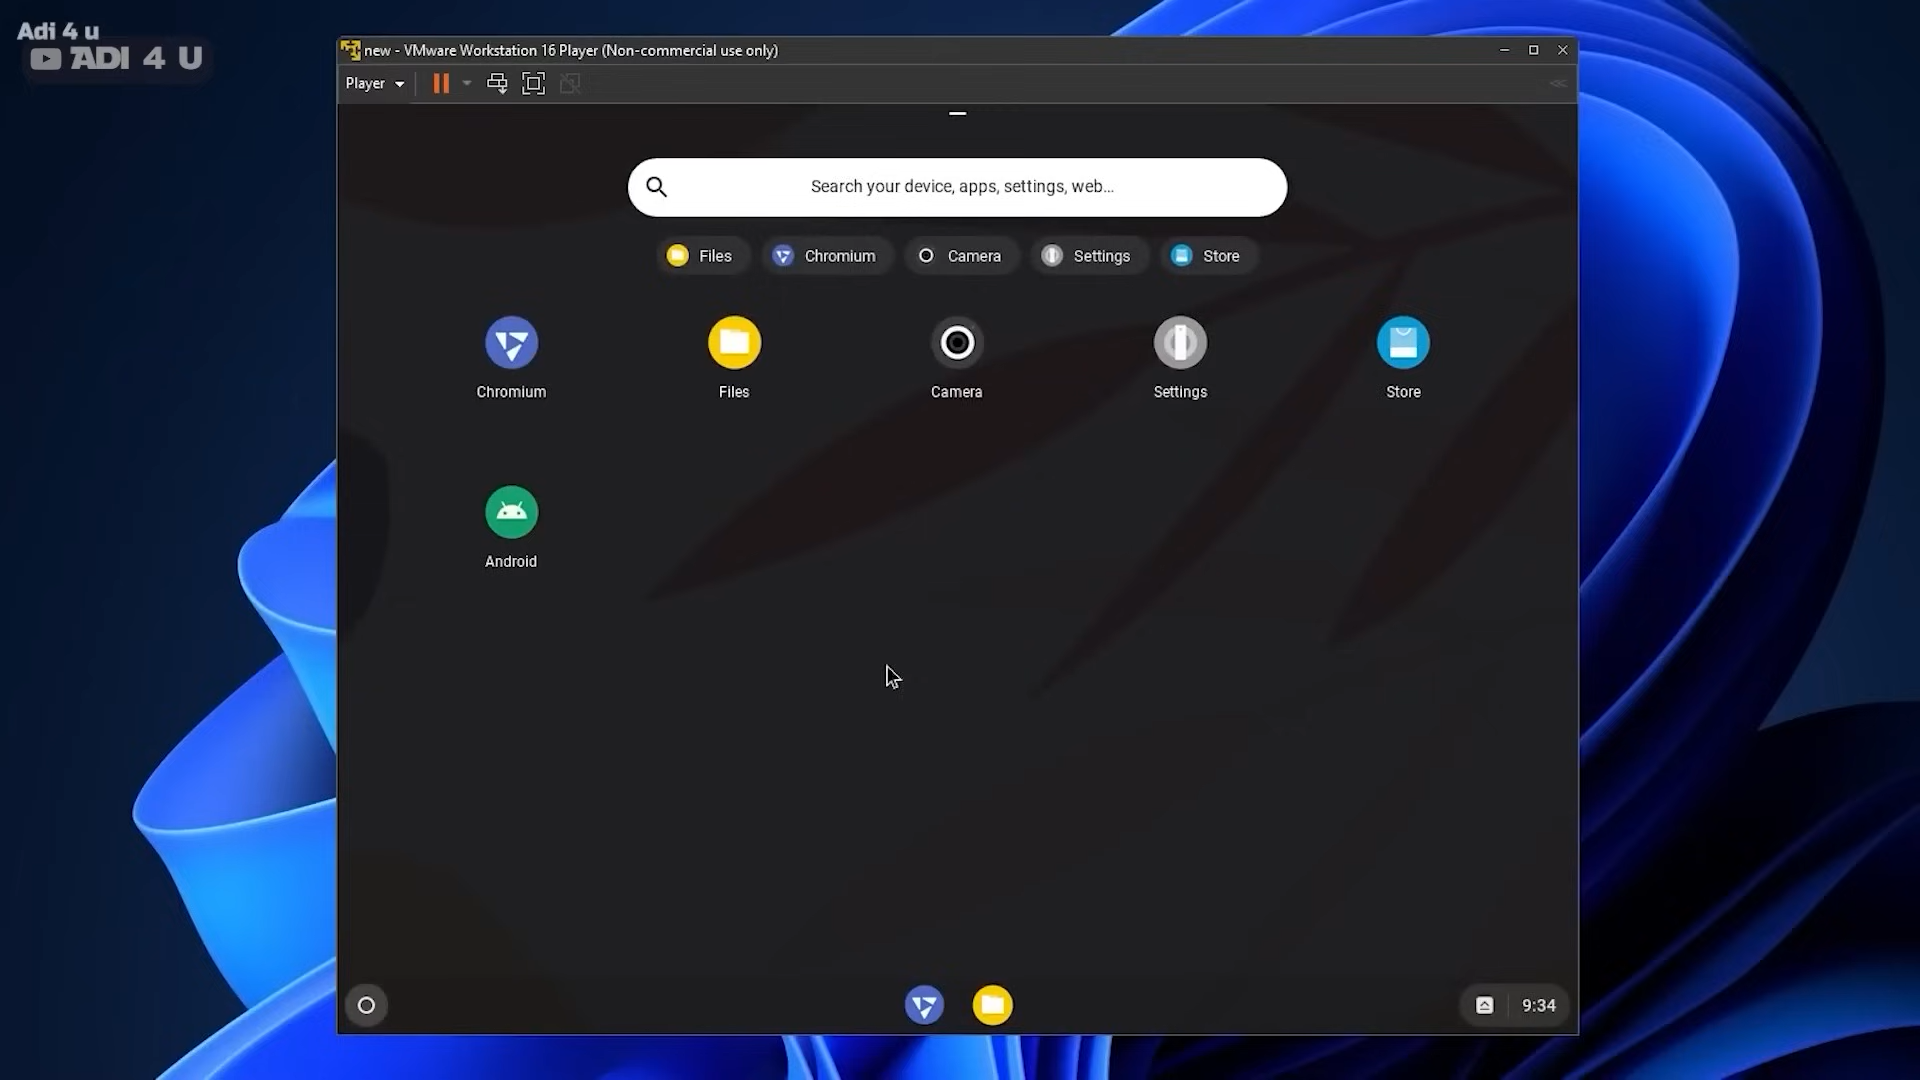 Adi 4 u
ADI 4 U
new - VMware Workstation 16 Player (Non-commercial use only)
Player
Search your device, apps, settings, web...
Files Chromium Camera Settings Store
Chromium Files Camera Settings Store
Android
9:34